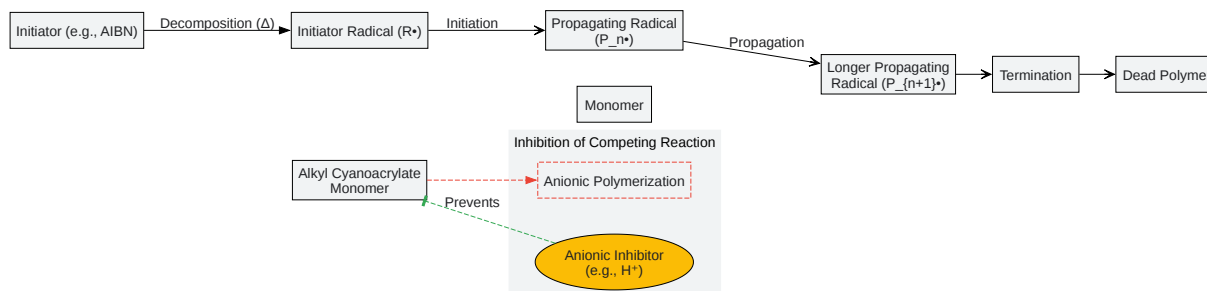 Initiator (e.g., AIBN)
Decomposition (Δ)
Initiator Radical (R•)
Initiation
Propagating Radical
(P_n•)
Propagation
Longer Propagating
Radical (P_{n+1}•)
Termination
Dead Polyme
Monomer
Inhibition of Competing Reaction
Alkyl Cyanoacrylate
Monomer
Anionic Polymerization
Prevents
Anionic Inhibitor
(e.g., H⁺)